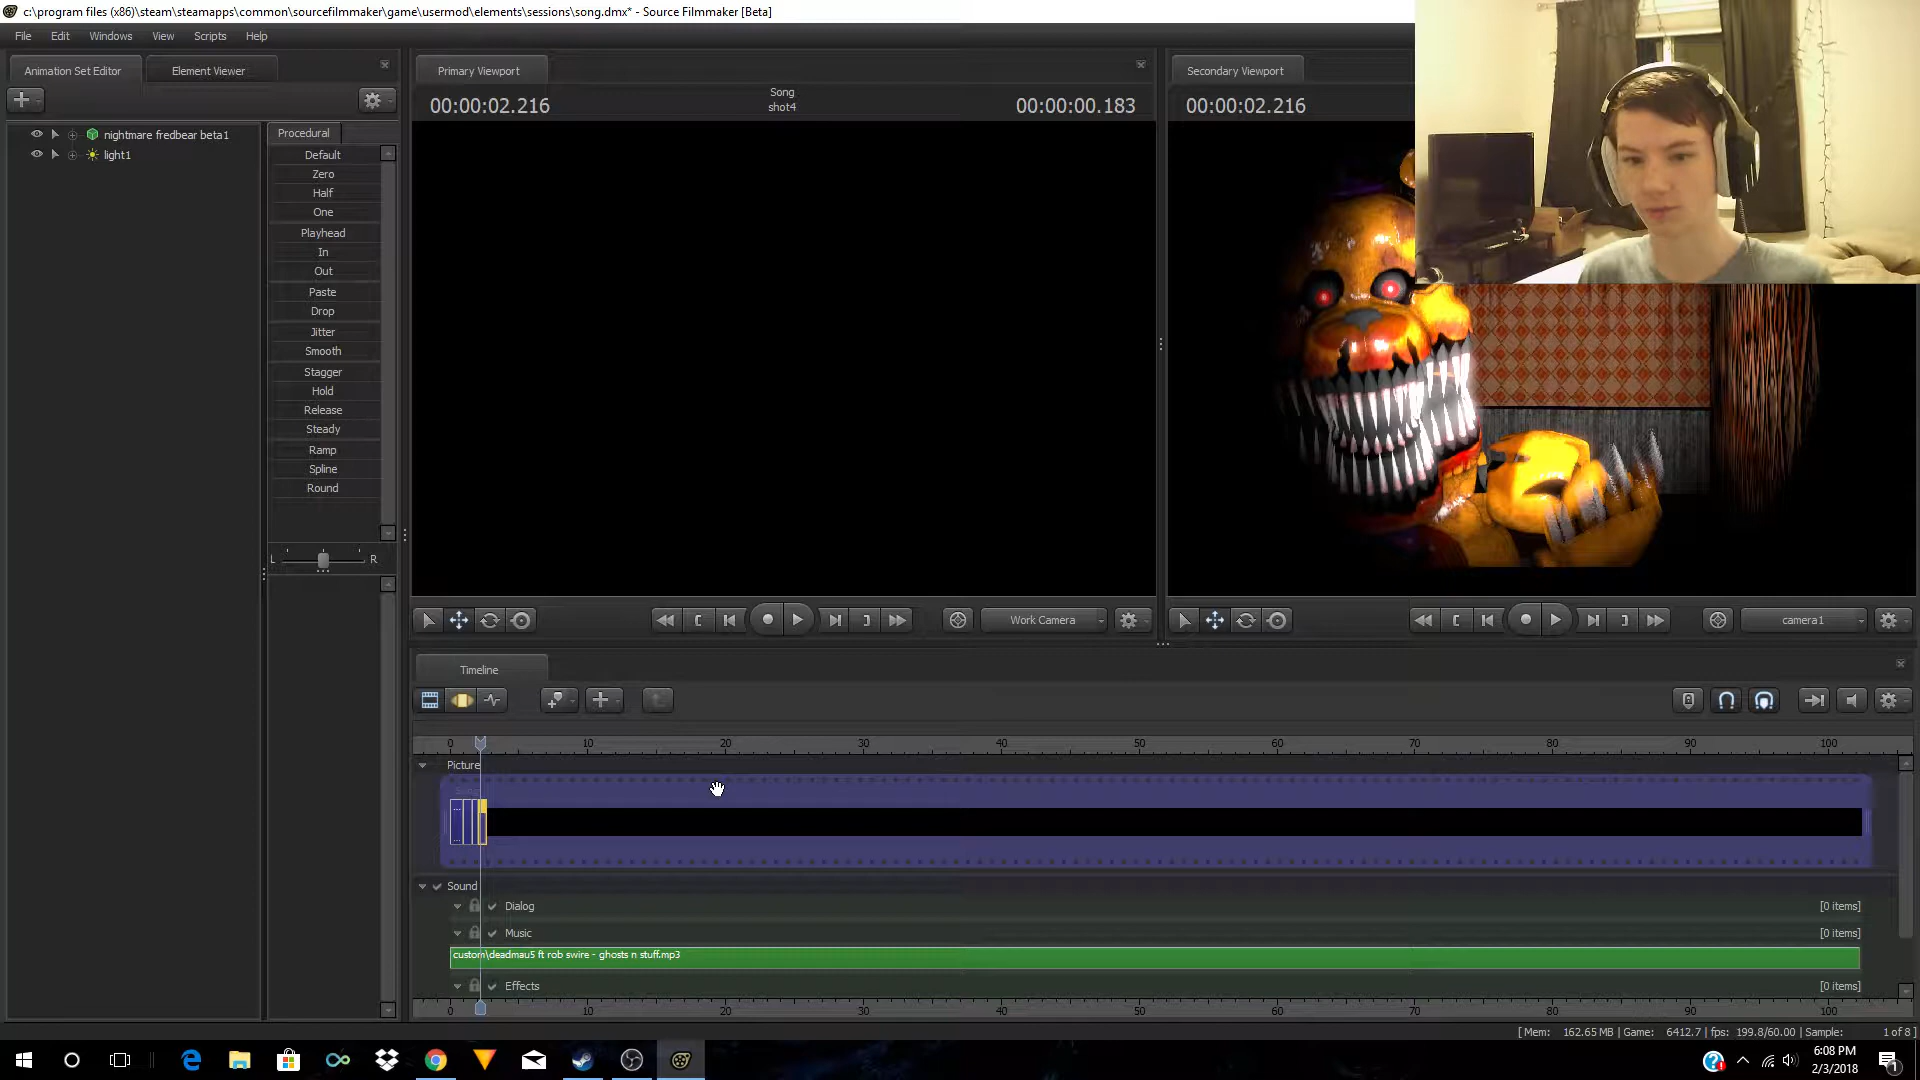 c:\program files (x86)\steam\steamapps\common\sourcefilmmaker\game\usermod\elements\sessions\song.dmx* - Source Filmmaker [Beta]
File Edit Windows View Scripts Help
Animation Set Editor Element Viewer
nightmare fredbear beta1
light1
Procedural
Default
Zero
Half
One
Playhead
In
Out
Paste
Drop
Jitter
Smooth
Stagger
Hold
Release
Steady
Ramp
Spline
Round
L R
Primary Viewport
00:00:02.216 Song 00:00:00.183
shot4
Work Camera
Secondary Viewport
00:00:02.216
camera1
Timeline
0 10 20 30 40 50 60 70 80 90 100
Picture
Sound
Dialog [0 items]
Music [0 items]
custom\deadmau5 ft rob swire - ghosts n stuff.mp3
Effects [0 items]
0 10 20 30 40 50 60 70 80 90 100
[ Mem: 162.65 MB | Game: 6412.7 | fps: 199.8/60.00 | Sample: 1 of 8 ]
6:08 PM
2/3/2018
1